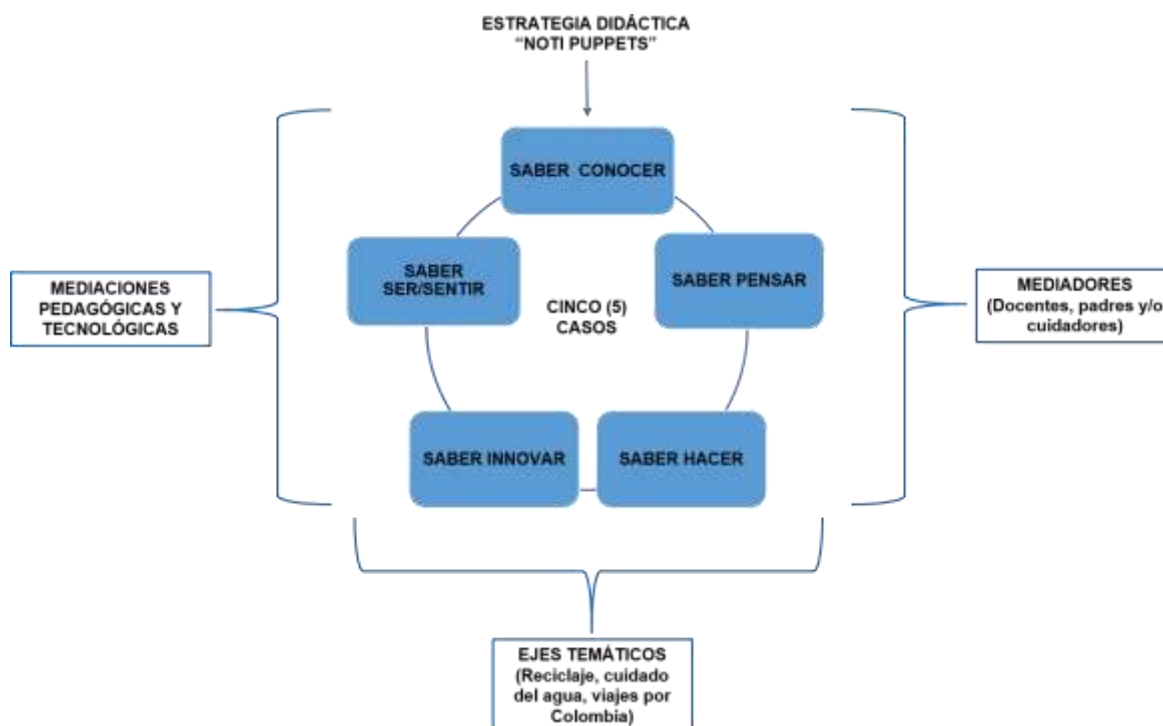 ESTRATEGIA DIDÁCTICA
“NOTI PUPPETS”
SABER CONOCER
SABER
SER/SENTIR
SABER PENSAR
CINCO (5)
CASOS
SABER INNOVAR
SABER HACER
MEDIACIONES
PEDAGÓGICAS Y
TECNOLÓGICAS
MEDIADORES
(Docentes, padres y/o
cuidadores)
EJES TEMÁTICOS
(Reciclaje, cuidado
del agua, viajes por
Colombia)